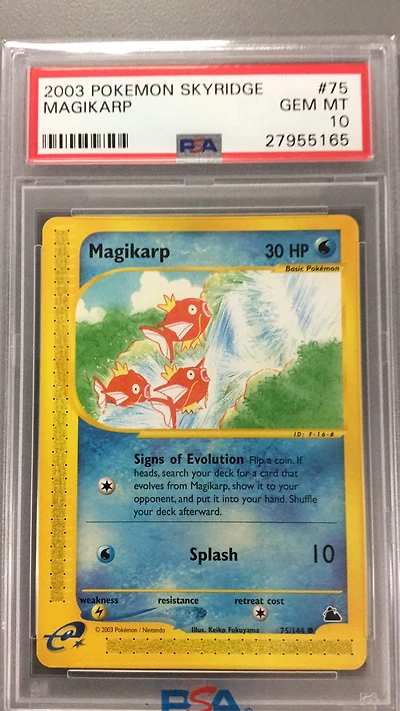 2003 POKEMON SKYRIDGE #75
MAGIKARP GEM MT
10
PSA 27955165
Magikarp 30 HP
Basic Pokémon
ID: F-16-#
Signs of Evolution Flip a coin. If
heads, search your deck for a card that
evolves from Magikarp, show it to your
opponent, and put it into your hand. Shuffle
your deck afterward.
Splash 10
weakness resistance retreat cost
© 2003 Pokémon / Nintendo Illus. Keiko Fukuyama 75/144
e
PSA